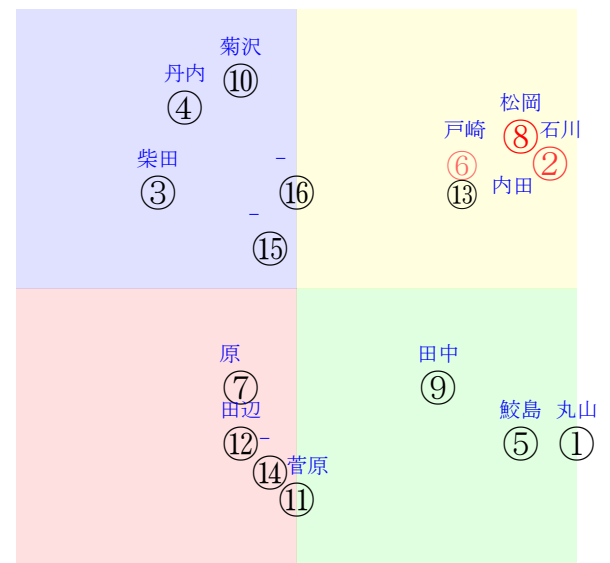 菊沢
⑩
丹内
④
松岡
⑧
戸崎
⑥
石川
②
柴田
③
－
⑯
内田
⑬
－
⑮
原
⑦
田中
⑨
田辺
⑫
鮫島
⑤
丸山
①
－
⑭
菅原
⑪